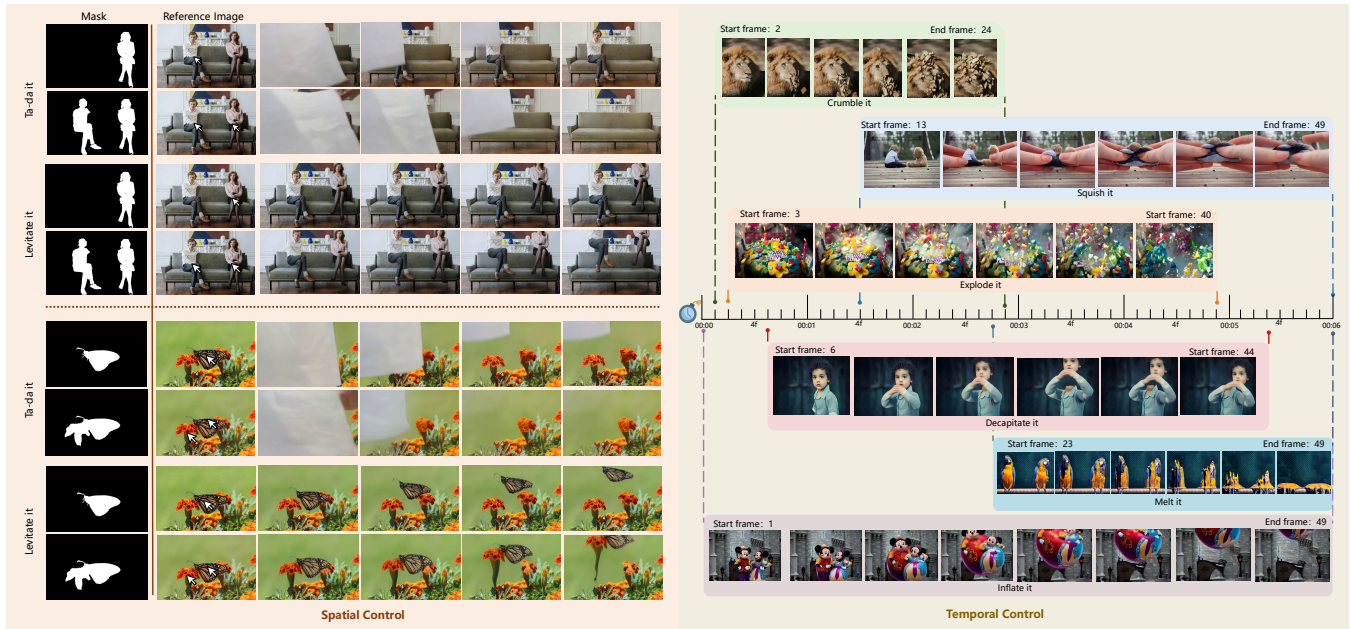 Mask
Reference Image
Ta-da it
Levitate it
Ta-da it
Levitate it
Spatial Control
Start frame: 2
End frame: 24
Crumble it
Start frame: 13
End frame: 49
Squish it
Start frame: 3
Start frame: 40
Explode it
00:00 4f 00:01 4f 00:02 4f 00:03 4f 00:04 4f 00:05 4f 00:06
Start frame: 6
Start frame: 44
Decapitate it
Start frame: 23
End frame: 49
Melt it
Start frame: 1
End frame: 49
Inflate it
Temporal Control